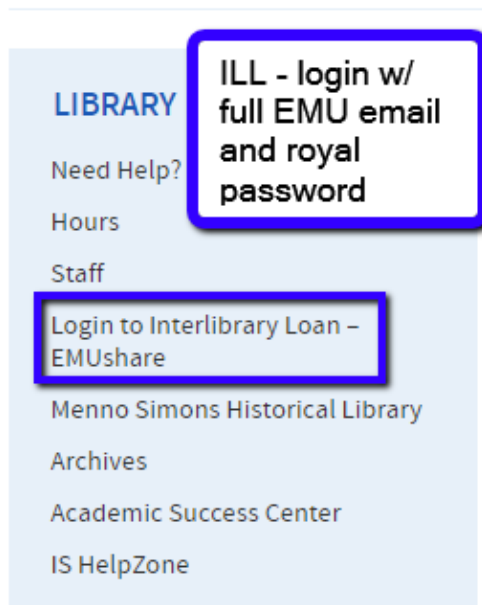 LIBRARY
ILL - login w/
full EMU email
and royal
password
Need Help?
Hours
Staff
Login to Interlibrary Loan –
EMUshare
Menno Simons Historical Library
Archives
Academic Success Center
IS HelpZone